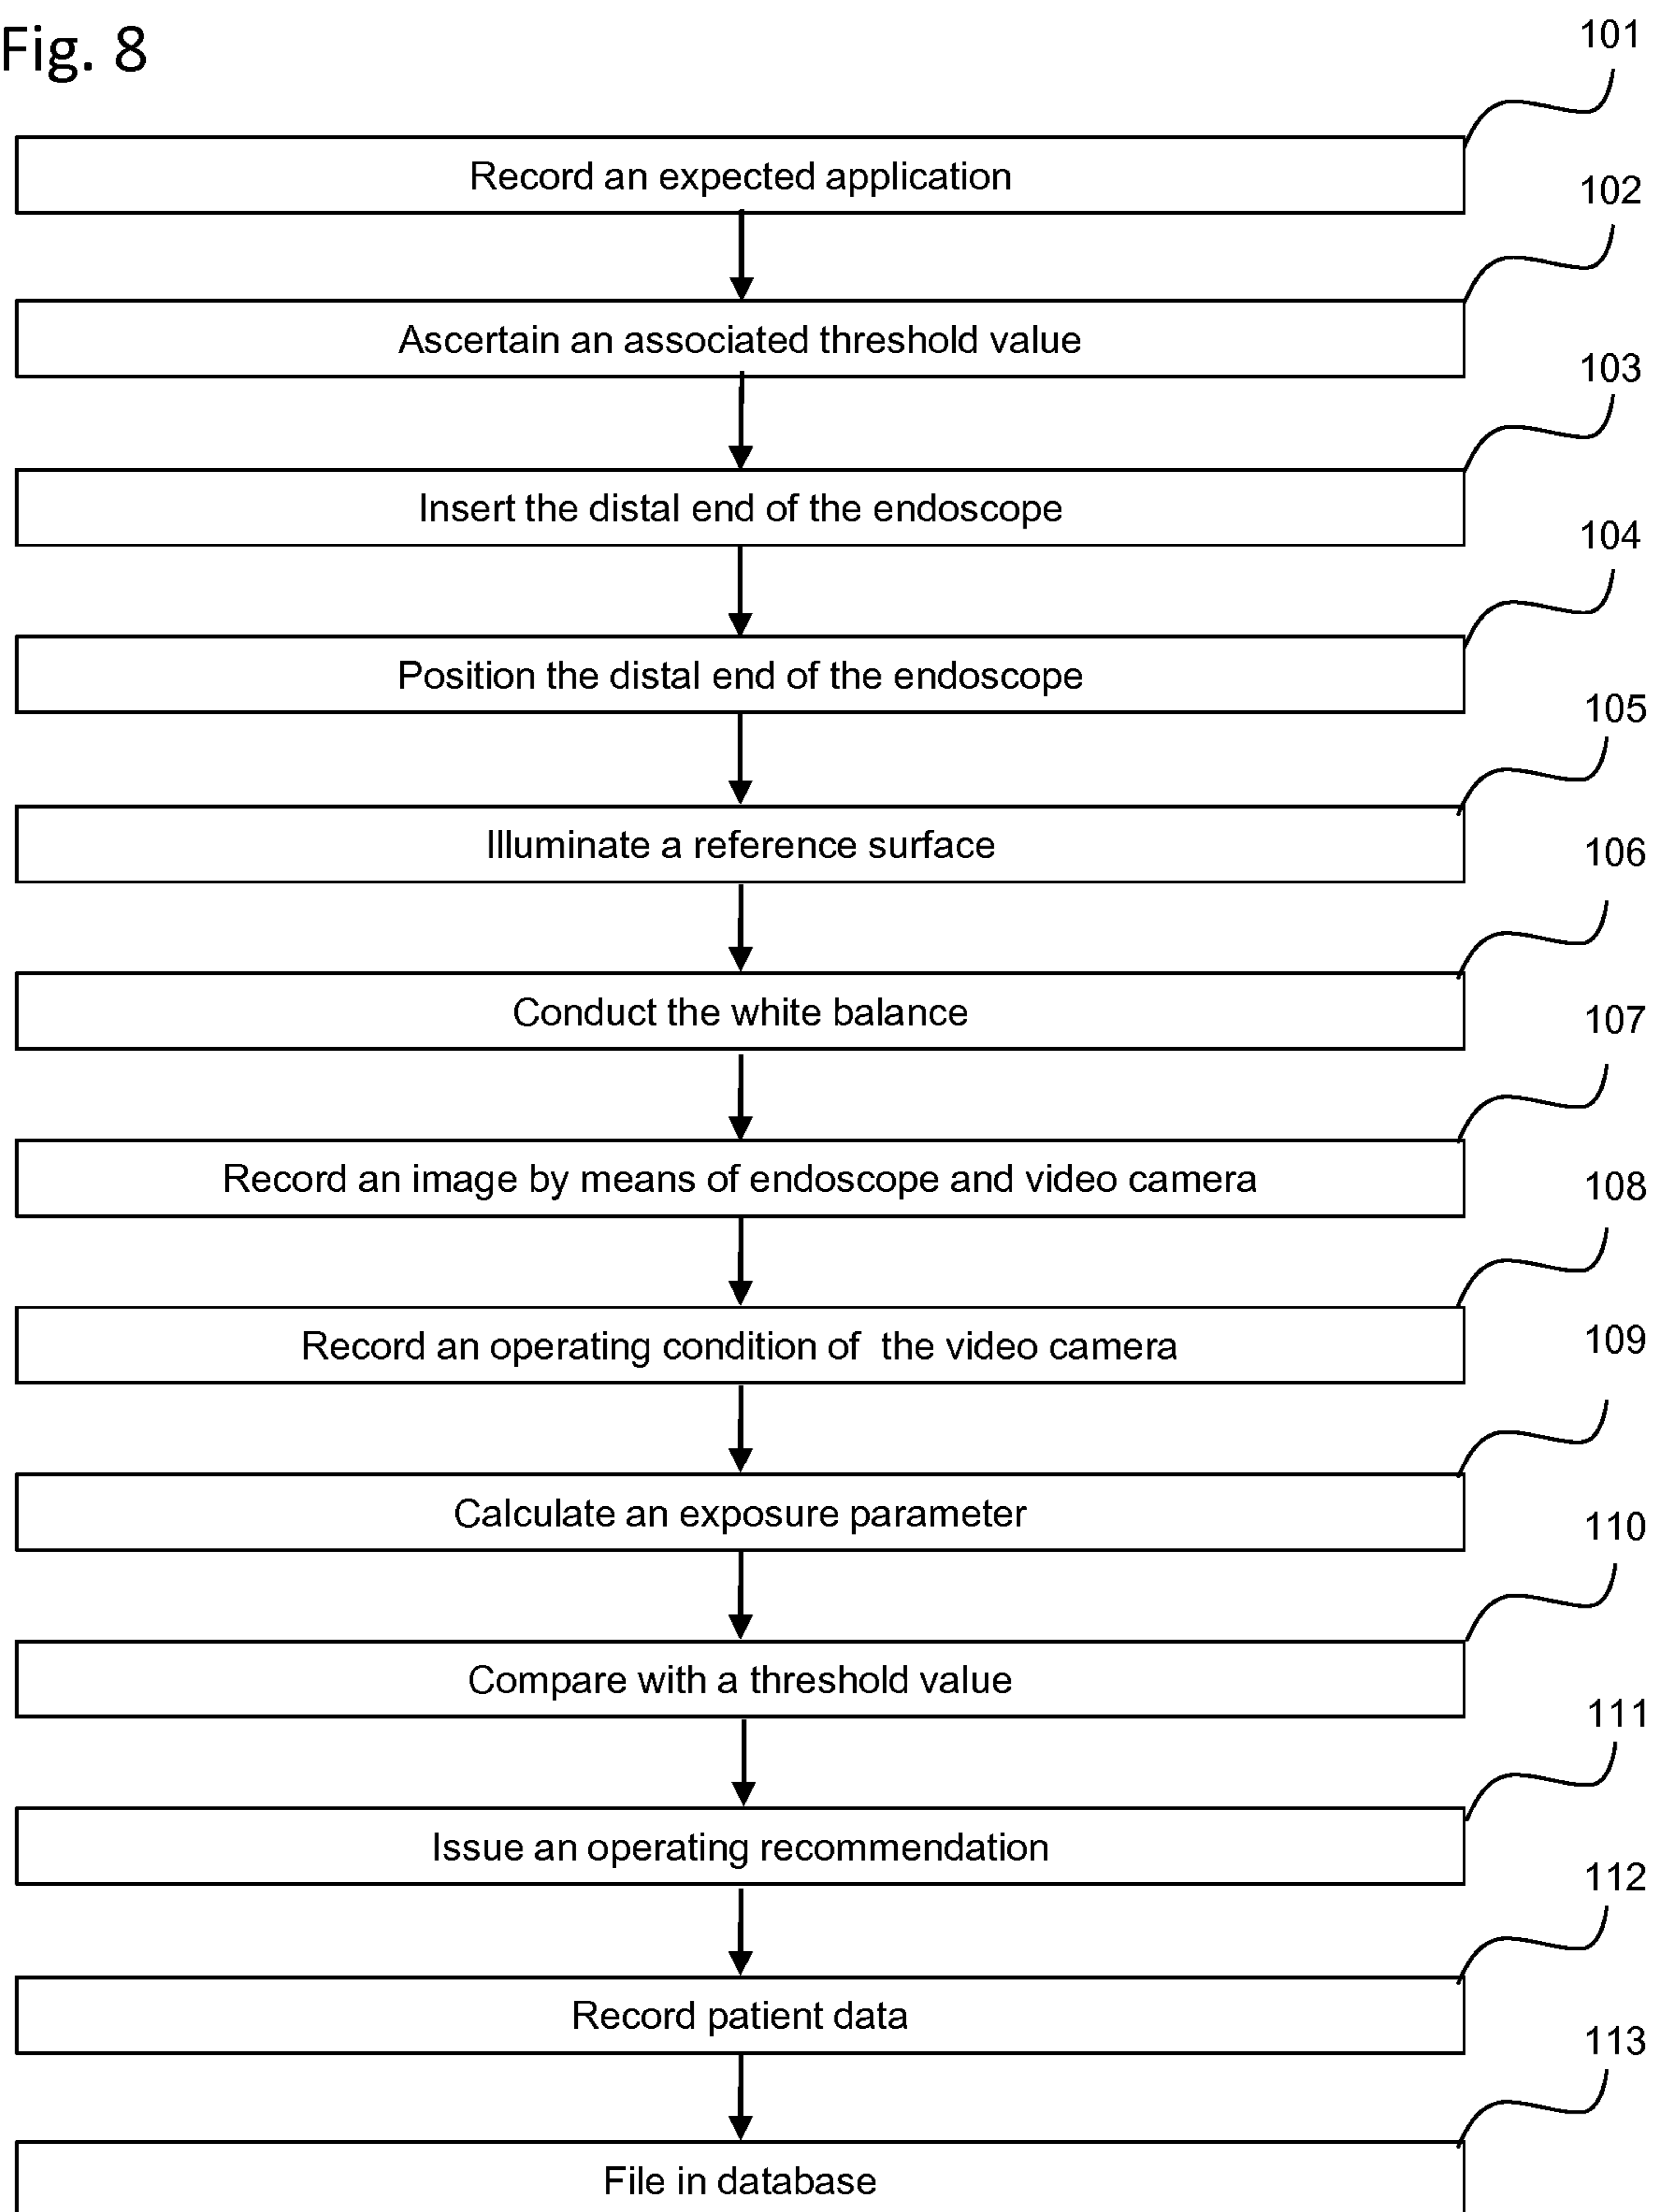 Fig. 8
101
Record an expected application
102
Ascertain an associated threshold value
103
Insert the distal end of the endoscope
104
Position the distal end of the endoscope
105
Illuminate a reference surface
106
Conduct the white balance
107
Record an image by means of endoscope and video camera
108
Record an operating condition of the video camera
109
Calculate an exposure parameter
110
Compare with a threshold value
111
Issue an operating recommendation
112
Record patient data
113
File in database